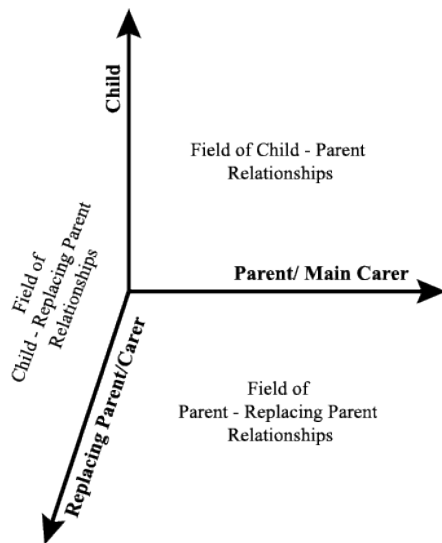 Child
Field of Child - Parent
Relationships
Field of
Child - Replacing Parent
Relationships
Parent/ Main Carer
Replacing Parent/Carer
Field of
Parent - Replacing Parent
Relationships